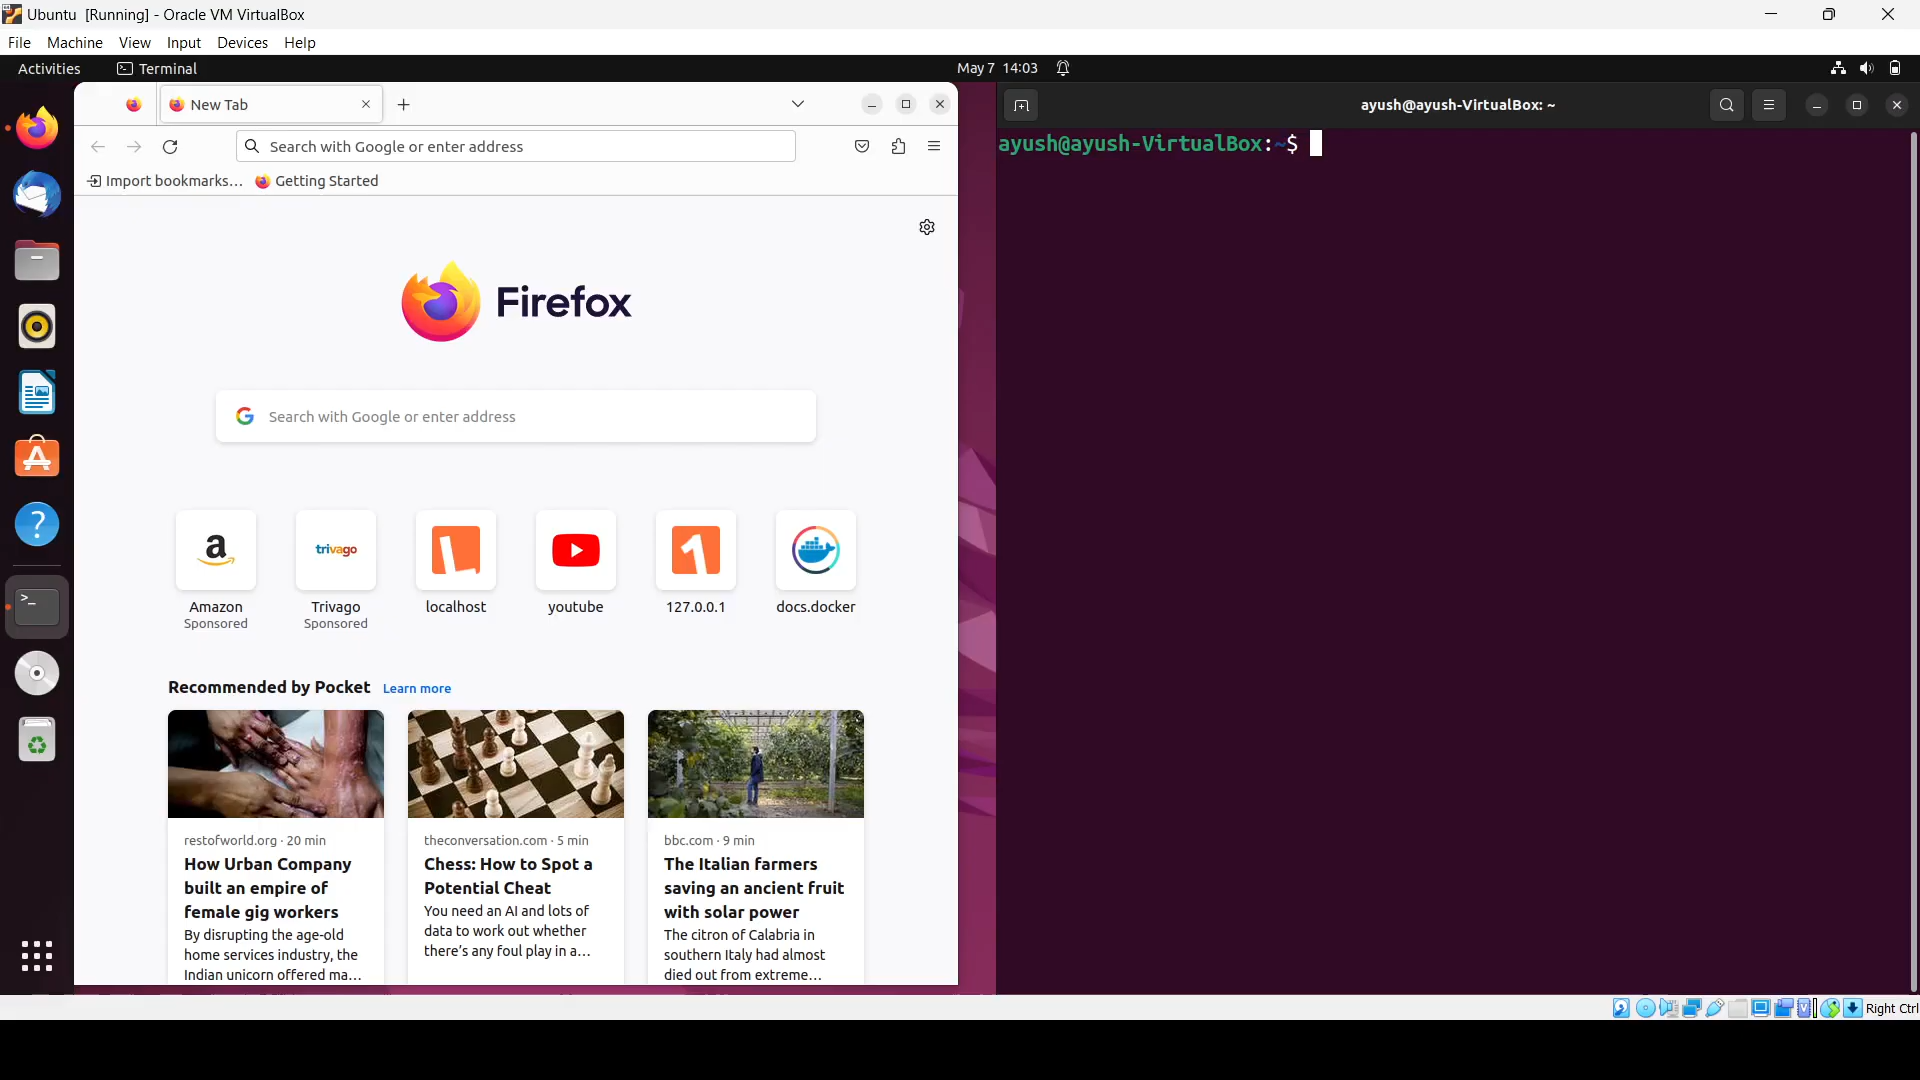 Ubuntu [Running] - Oracle VM VirtualBox
File Machine View Input Devices Help
Activities Terminal May 7 14:03
New Tab
Search with Google or enter address
Import bookmarks... Getting Started
Firefox
Search with Google or enter address
a
trivago
Amazon
Sponsored
Trivago
Sponsored
localhost
youtube
127.0.0.1
docs.docker
Recommended by Pocket Learn more
restofworld.org · 20 min
How Urban Company
built an empire of
female gig workers
By disrupting the age-old
home services industry, the
Indian unicorn offered ma...
theconversation.com · 5 min
Chess: How to Spot a
Potential Cheat
You need an AI and lots of
data to work out whether
there's any foul play in a...
bbc.com · 9 min
The Italian farmers
saving an ancient fruit
with solar power
The citron of Calabria in
southern Italy had almost
died out from extreme...
ayush@ayush-VirtualBox: ~
ayush@ayush-VirtualBox:~$
Right Ctrl